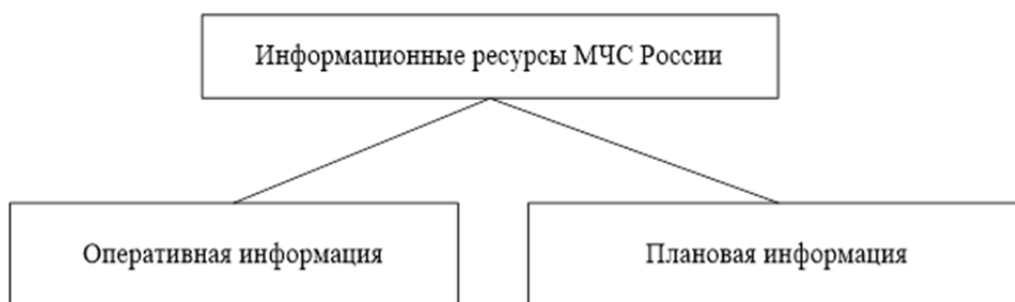 Информационные ресурсы МЧС России
Оперативная информация
Плановая информация